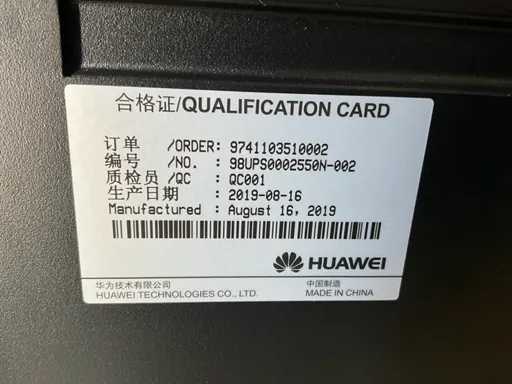 合格证/QUALIFICATION CARD
订单 /ORDER: 9741103510002
编号 /NO. : 98UPS0002550N-002
质检员/QC : QC001
生产日期 : 2019-08-16
Manufactured : August 16, 2019
HUAWEI
华为技术有限公司 中国制造
HUAWEI TECHNOLOGIES CO., LTD. MADE IN CHINA